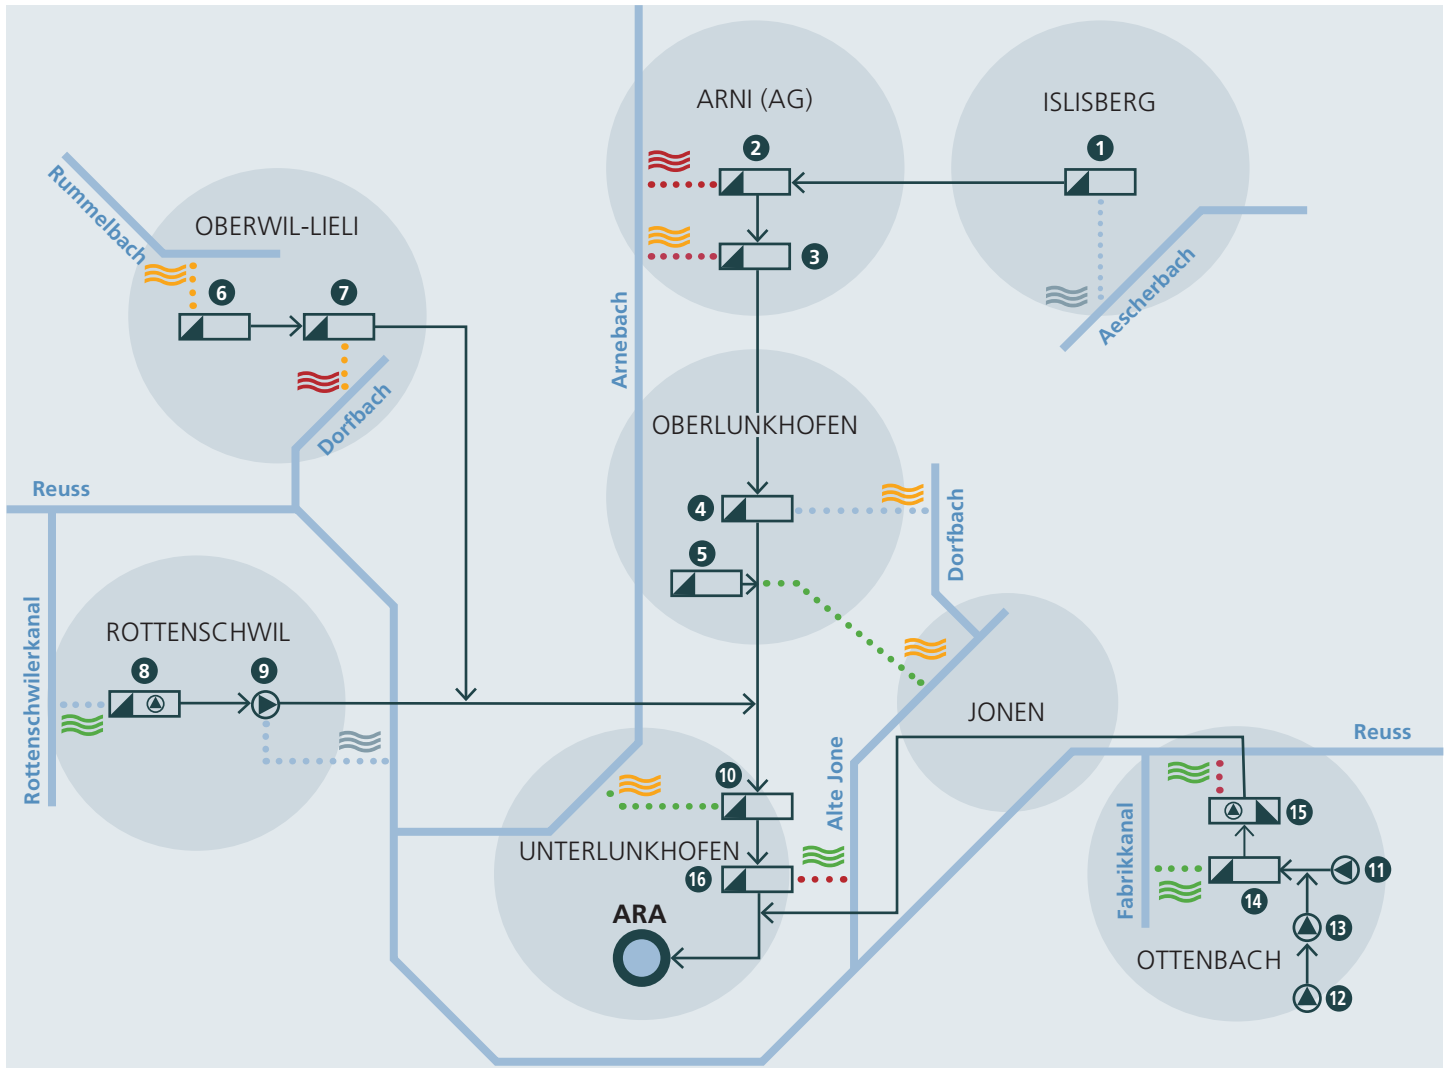 ARNI (AG)
ISLISBERG
2
1
Rummelbach
OBERWIL-LIELI
3
6
7
Aescherbach
Arnebach
Dorfbach
OBERLUNKHOFEN
Reuss
4
5
Dorfbach
Rottenschwilerkanal
ROTTENSCHWIL
8
9
JONEN
Reuss
10
Alte Jone
15
UNTERLUNKHOFEN
16
Fabrikkanal
11
14
ARA
13
OTTENBACH
12